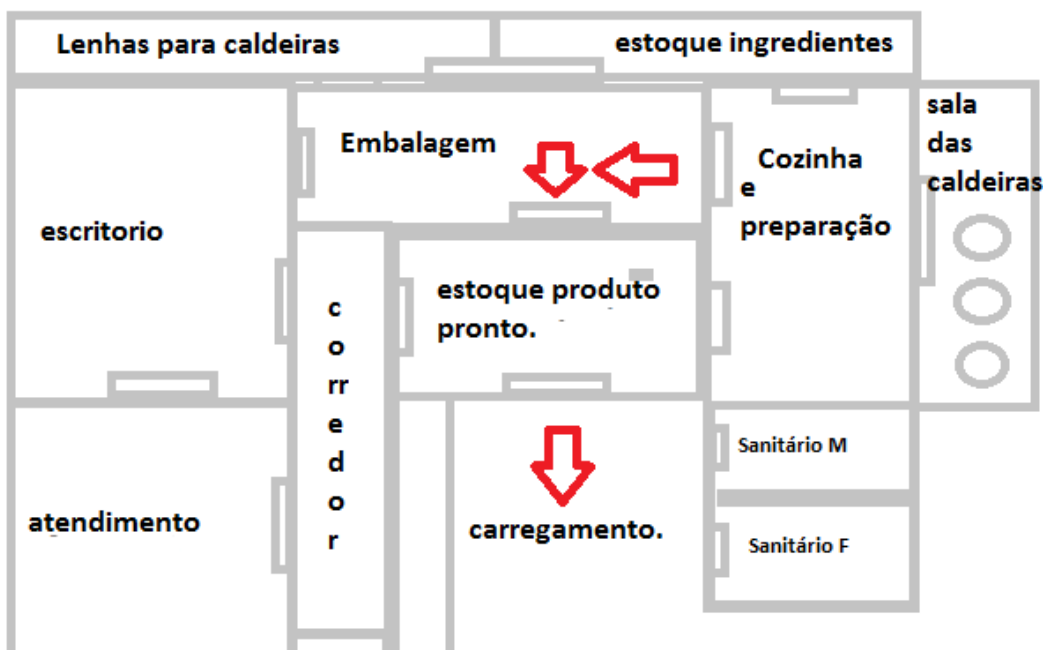 Lenhas para caldeiras
estoque ingredientes
sala
das
caldeiras
Embalagem
Cozinha
e
preparação
escritorio
estoque produto
pronto.
c
o
rr
e
d
o
r
Sanitário M
atendimento
carregamento.
Sanitário F